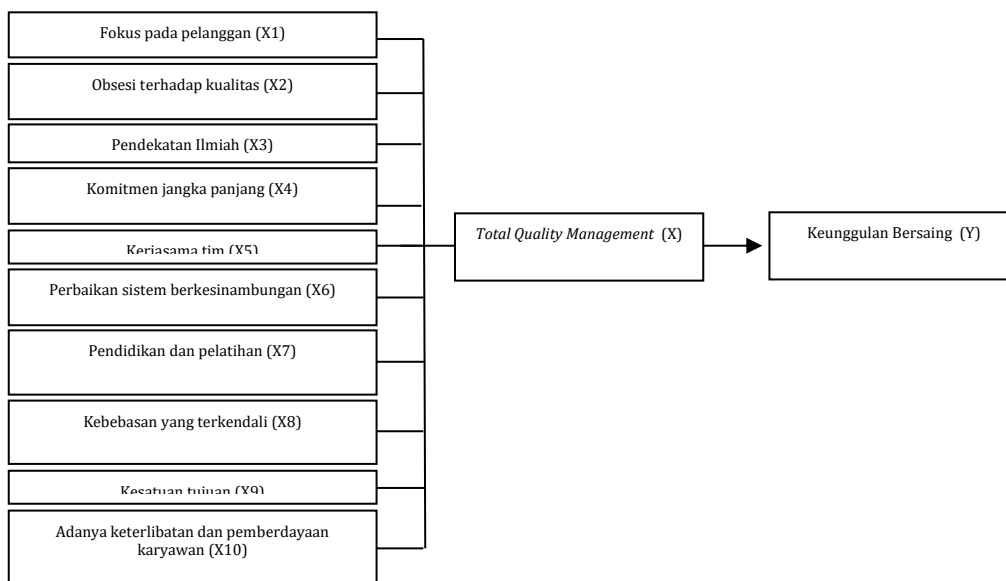 Fokus pada pelanggan (X1)
Obsesi terhadap kualitas (X2)
Pendekatan Ilmiah (X3)
Komitmen jangka panjang (X4)
Kerjasama tim (X5)
Total Quality Management (X)
Keunggulan Bersaing (Y)
Perbaikan sistem berkesinambungan (X6)
Pendidikan dan pelatihan (X7)
Kebebasan yang terkendali (X8)
Kesatuan tujuan (X9)
Adanya keterlibatan dan pemberdayaan
karyawan (X10)